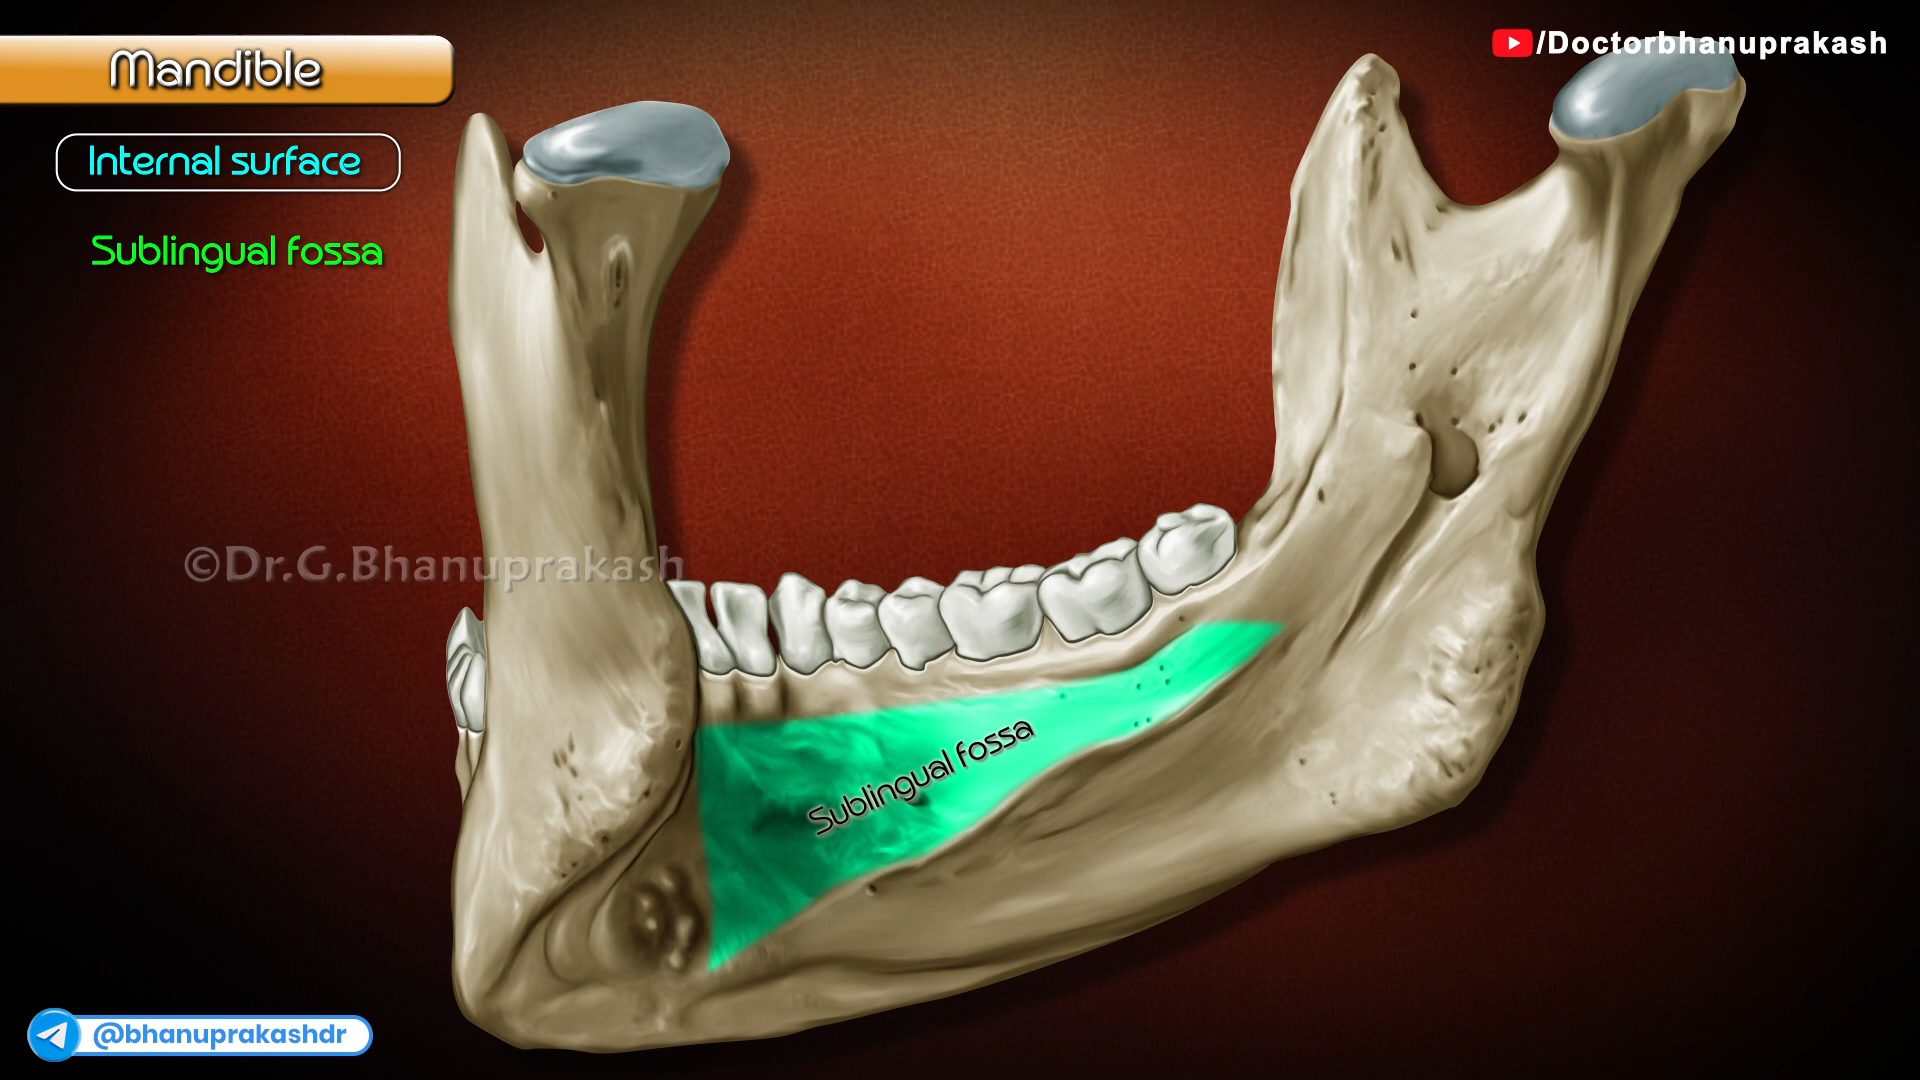 Mandible
/Doctorbhanuprakash
Internal surface
Sublingual fossa
©Dr.G.Bhanuprakash
Sublingual fossa
@bhanuprakashdr